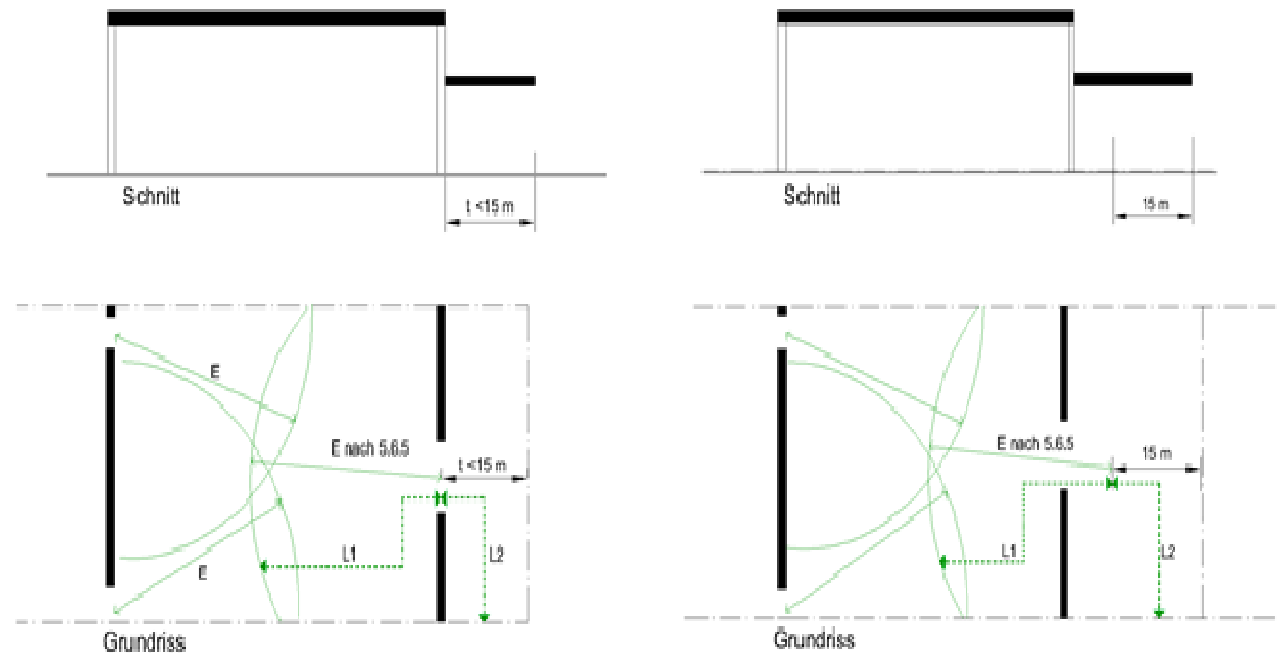 Schnitt
t <15 m
Schnitt
15 m
E
E nach 5.6.5
t <15 m
L1
L2
E
Grundriss
E nach 5.6.5
15 m
L1
L2
Grundriss